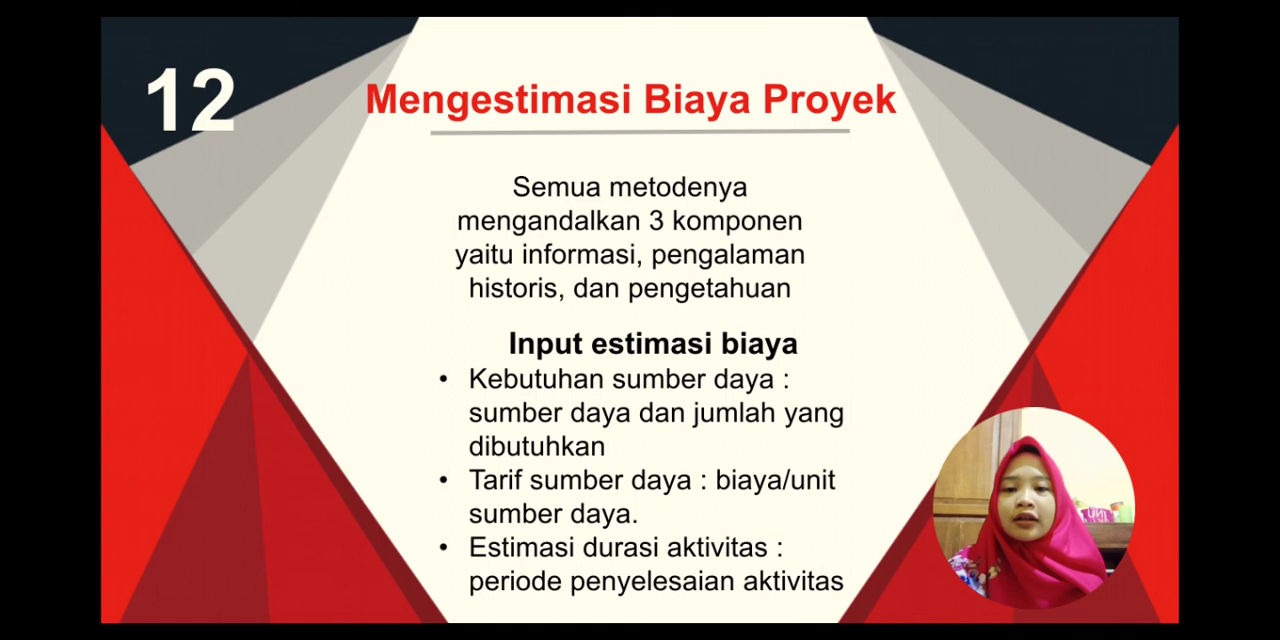 12
Mengestimasi Biaya Proyek
Semua metodenya
mengandalkan 3 komponen
yaitu informasi, pengalaman
historis, dan pengetahuan
Input estimasi biaya
• Kebutuhan sumber daya :
sumber daya dan jumlah yang
dibutuhkan
• Tarif sumber daya : biaya/unit
sumber daya.
• Estimasi durasi aktivitas :
periode penyelesaian aktivitas